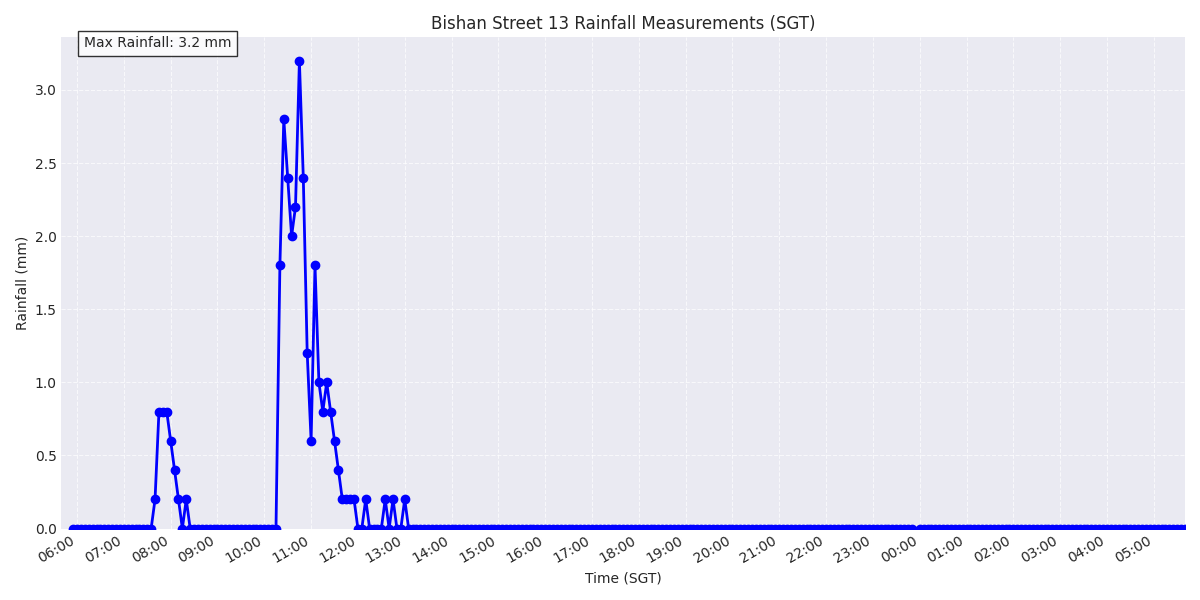 Bishan Street 13 Rainfall Measurements (SGT)
Max Rainfall: 3.2 mm
Rainfall (mm)
3.0
2.5
2.0
1.5
1.0
0.5
0.0
06:00 07:00 08:00 09:00 10:00 11:00 12:00 13:00 14:00 15:00 16:00 17:00 18:00 19:00 20:00 21:00 22:00 23:00 00:00 01:00 02:00 03:00 04:00 05:00
Time (SGT)